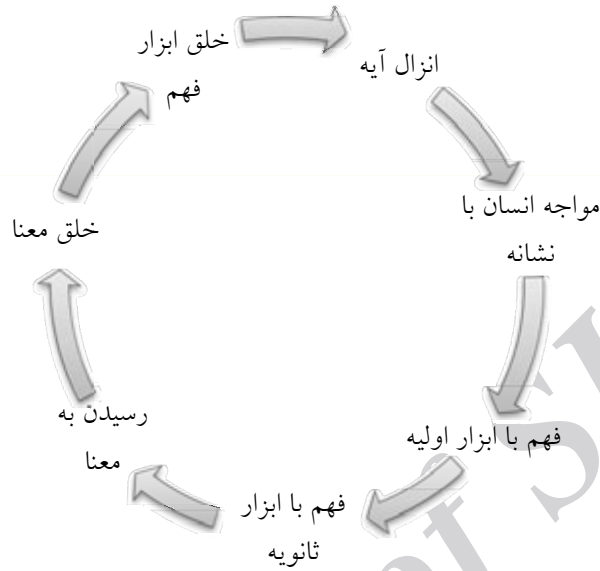 خلق ابزار
فهم
انزال آیه
مواجه انسان با
نشانه
فهم با ابزار اولیه
فهم با ابزار
ثانویه
رسیدن به
معنا
خلق معنا